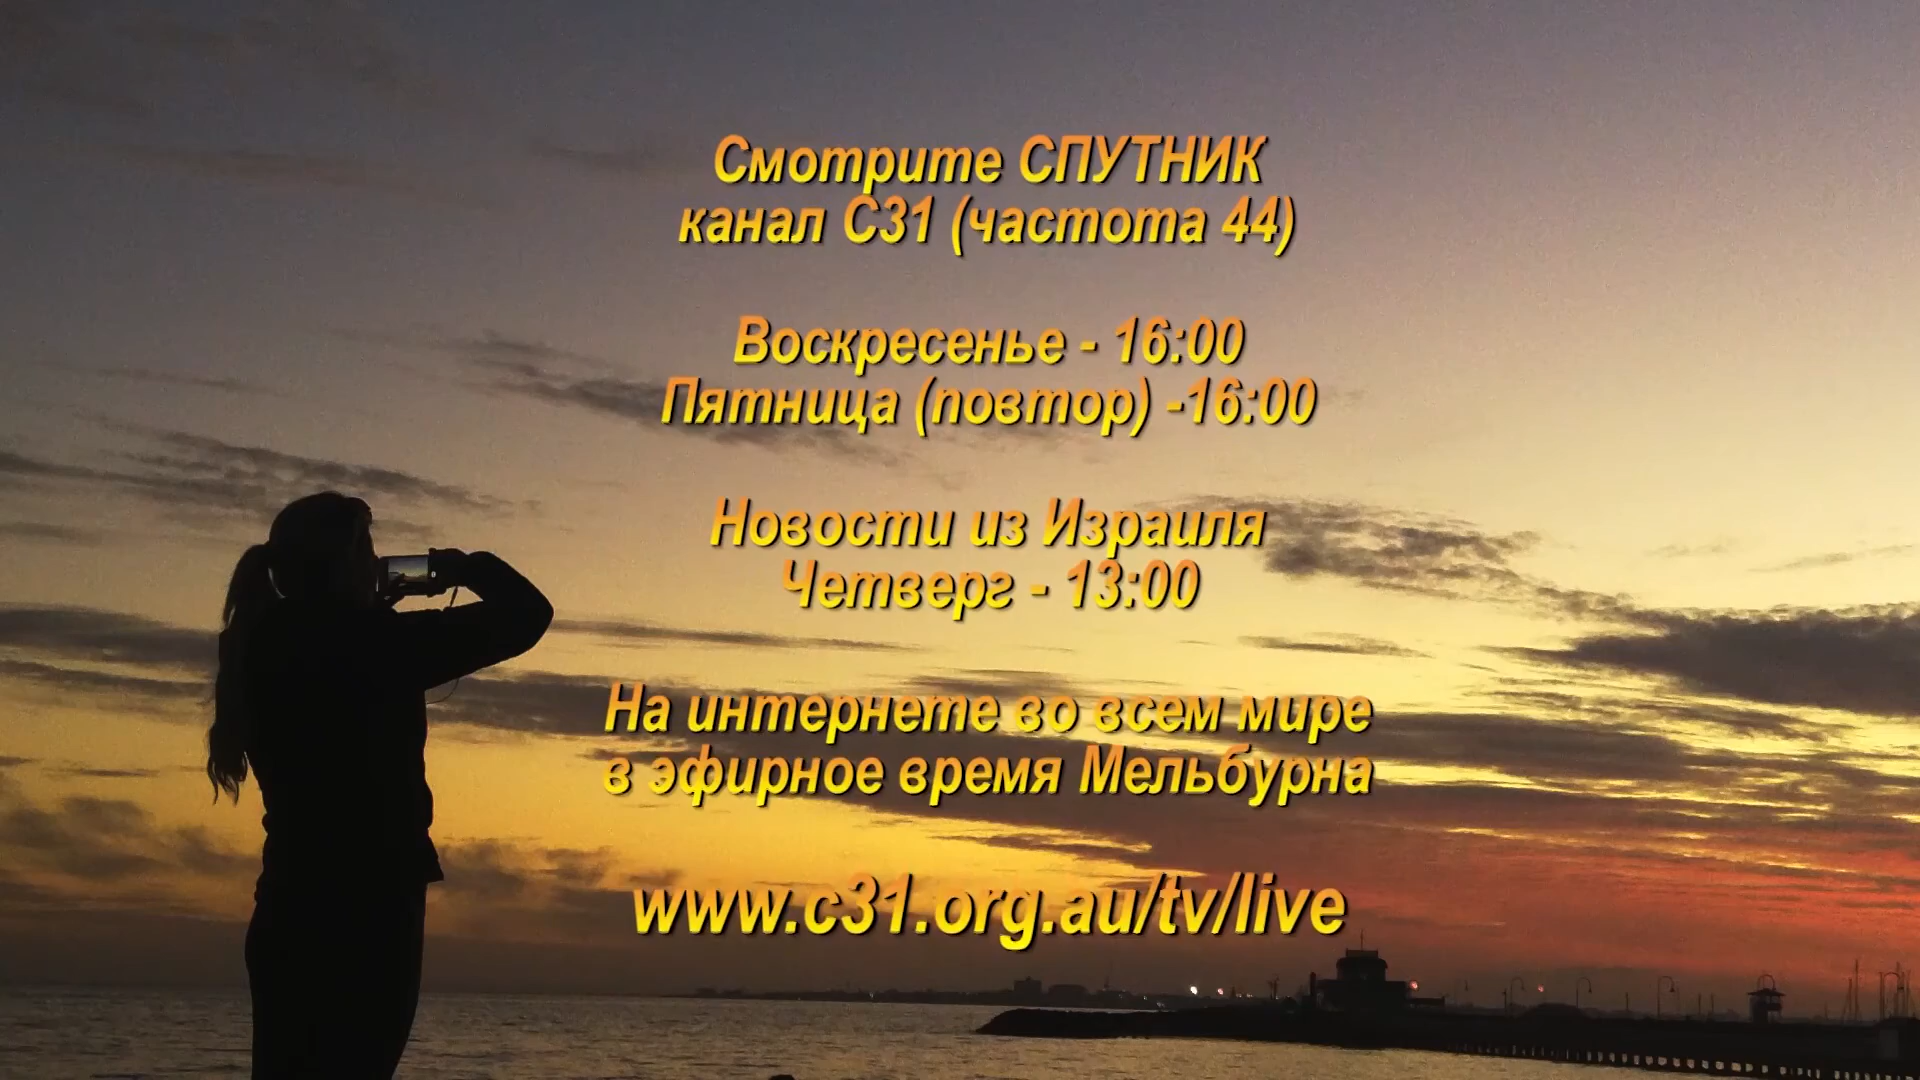 Смотрите СПУТНИК
канал С31 (частота 44)
Воскресенье - 16:00
Пятница (повтор) -16:00
Новости из Израиля
Четверг - 13:00
На интернете во всем мире
в эфирное время Мельбурна
www.c31.org.au/tv/live